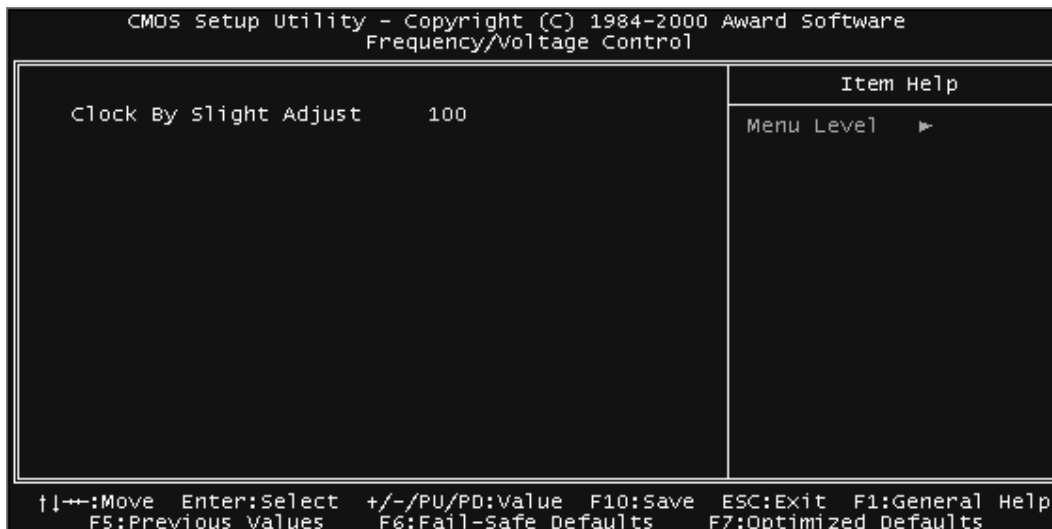 CMOS Setup Utility – Copyright (C) 1984–2000 Award Software
Frequency/Voltage Control
Item Help
Clock By Slight Adjust 100
Menu Level ►
↑↓→←:Move Enter:Select +/-/PU/PD:Value F10:Save ESC:Exit F1:General Help
F5:Previous Values F6:Fail-Safe Defaults F7:Optimized Defaults